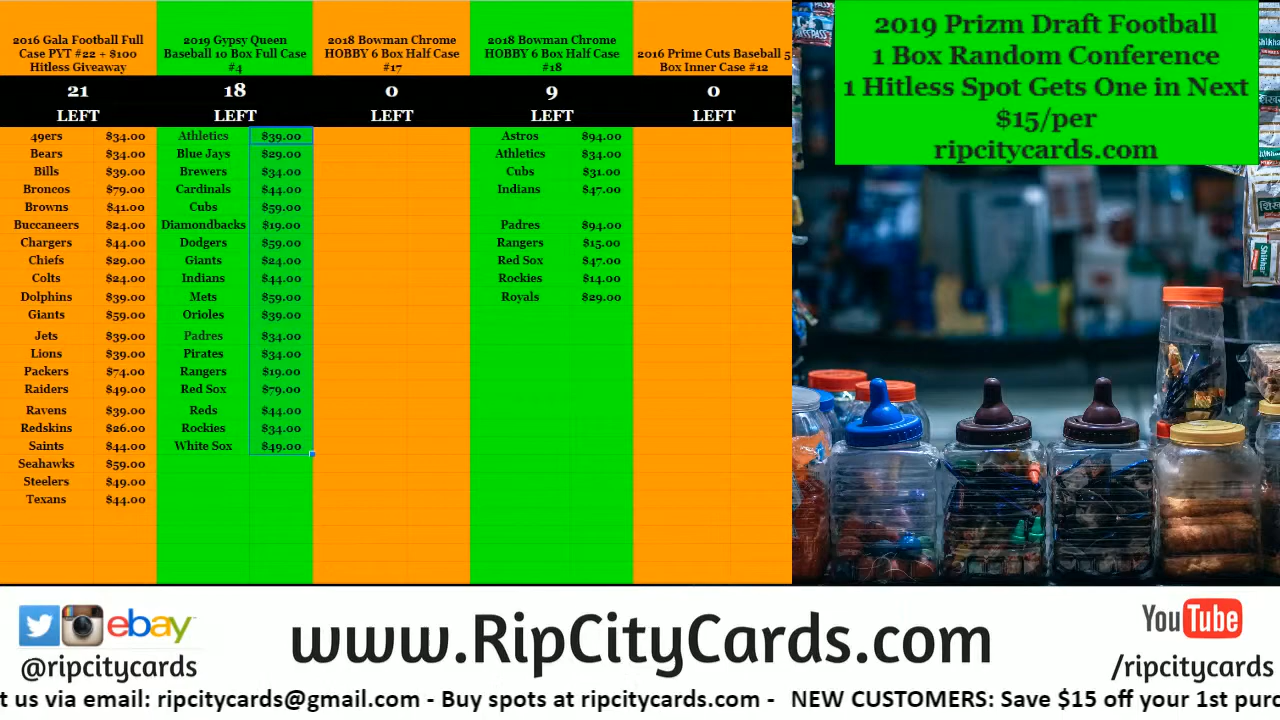 2016 Gala Football Full
Case PYT #22 + $100
Hitless Giveaway
21
LEFT
49ers $34.00
Bears $34.00
Bills $39.00
Broncos $79.00
Browns $41.00
Buccaneers $24.00
Chargers $44.00
Chiefs $29.00
Colts $24.00
Dolphins $39.00
Giants $59.00
Jets $39.00
Lions $39.00
Packers $74.00
Raiders $49.00
Ravens $39.00
Redskins $26.00
Saints $44.00
Seahawks $59.00
Steelers $49.00
Texans $44.00
2019 Gypsy Queen
Baseball 10 Box Full Case
#4
18
LEFT
Athletics $39.00
Blue Jays $29.00
Brewers $34.00
Cardinals $44.00
Cubs $59.00
Diamondbacks $19.00
Dodgers $59.00
Giants $24.00
Indians $44.00
Mets $59.00
Orioles $39.00
Padres $34.00
Pirates $34.00
Rangers $19.00
Red Sox $79.00
Reds $44.00
Rockies $34.00
White Sox $49.00
2018 Bowman Chrome
HOBBY 6 Box Half Case
#17
0
LEFT
2018 Bowman Chrome
HOBBY 6 Box Half Case
#18
9
LEFT
Astros $94.00
Athletics $34.00
Cubs $31.00
Indians $47.00
Padres $94.00
Rangers $15.00
Red Sox $47.00
Rockies $14.00
Royals $29.00
2016 Prime Cuts Baseball 5
Box Inner Case #12
0
LEFT
2019 Prizm Draft Football
1 Box Random Conference
1 Hitless Spot Gets One in Next
$15/per
ripcitycards.com
Shikhar
ebay
@ripcitycards
www.RipCityCards.com
YouTube
/ripcitycards
t us via email: ripcitycards@gmail.com - Buy spots at ripcitycards.com - NEW CUSTOMERS: Save $15 off your 1st purc